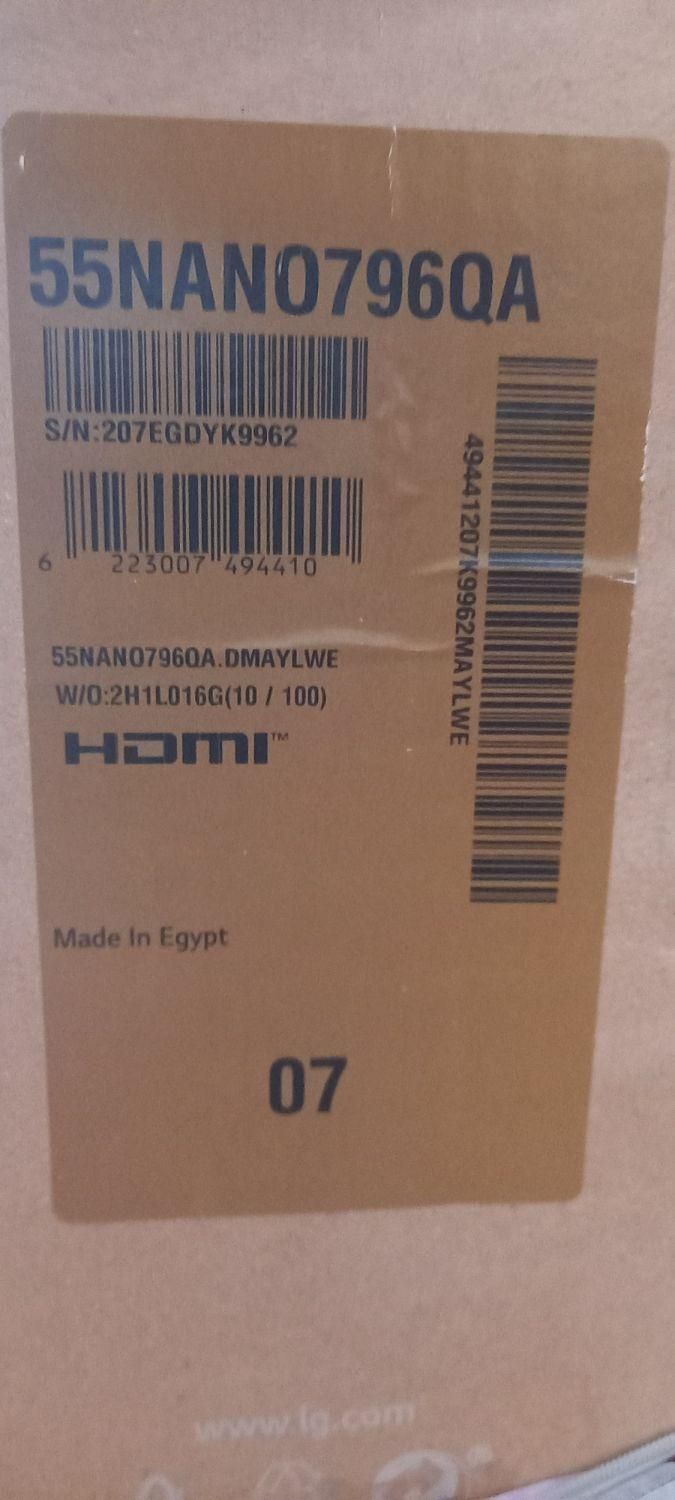 55NANO796QA
S/N:207EGDYK9962
6 223007 494410
49441207K9962MAYLWE
55NANO796QA.DMAYLWE
W/O:2H1L016G(10 / 100)
HDMI™
Made In Egypt
07
www.lg.com